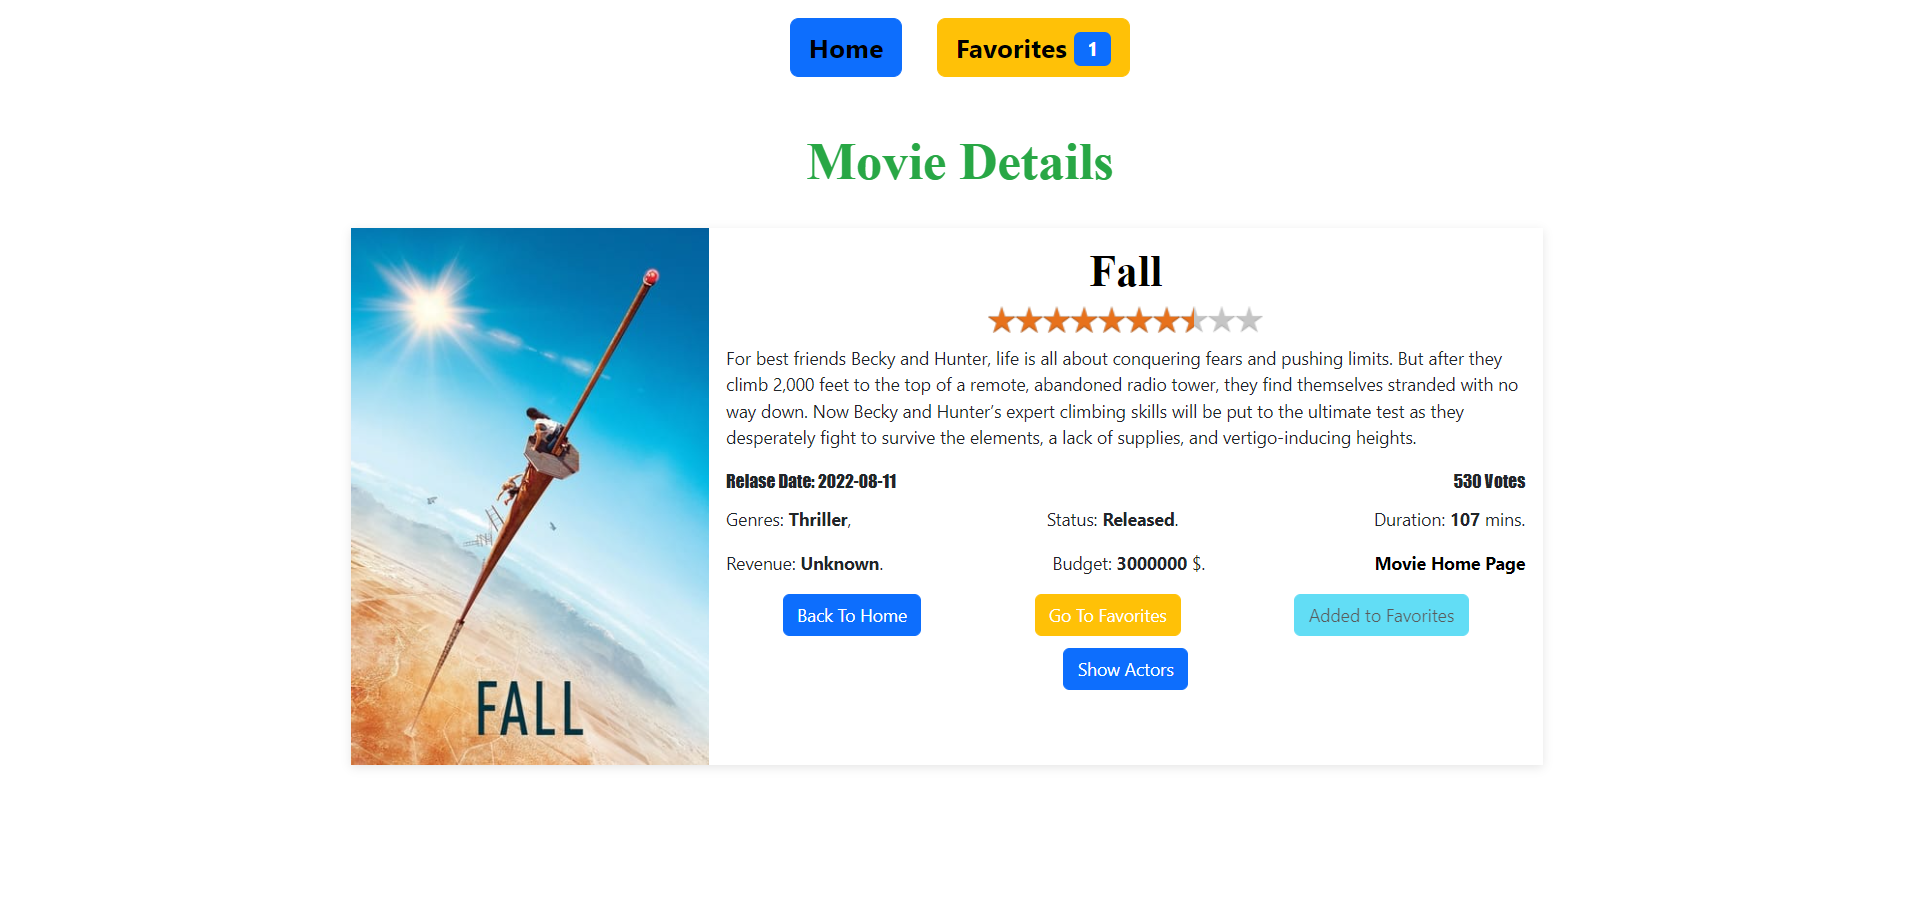 Home
Favorites 1
Movie Details
Fall
For best friends Becky and Hunter, life is all about conquering fears and pushing limits. But after they
climb 2,000 feet to the top of a remote, abandoned radio tower, they find themselves stranded with no
way down. Now Becky and Hunter’s expert climbing skills will be put to the ultimate test as they
desperately fight to survive the elements, a lack of supplies, and vertigo-inducing heights.
Relase Date: 2022-08-11
530 Votes
Genres: Thriller,
Status: Released.
Duration: 107 mins.
Revenue: Unknown.
Budget: 3000000 $.
Movie Home Page
Back To Home
Go To Favorites
Added to Favorites
Show Actors
FALL